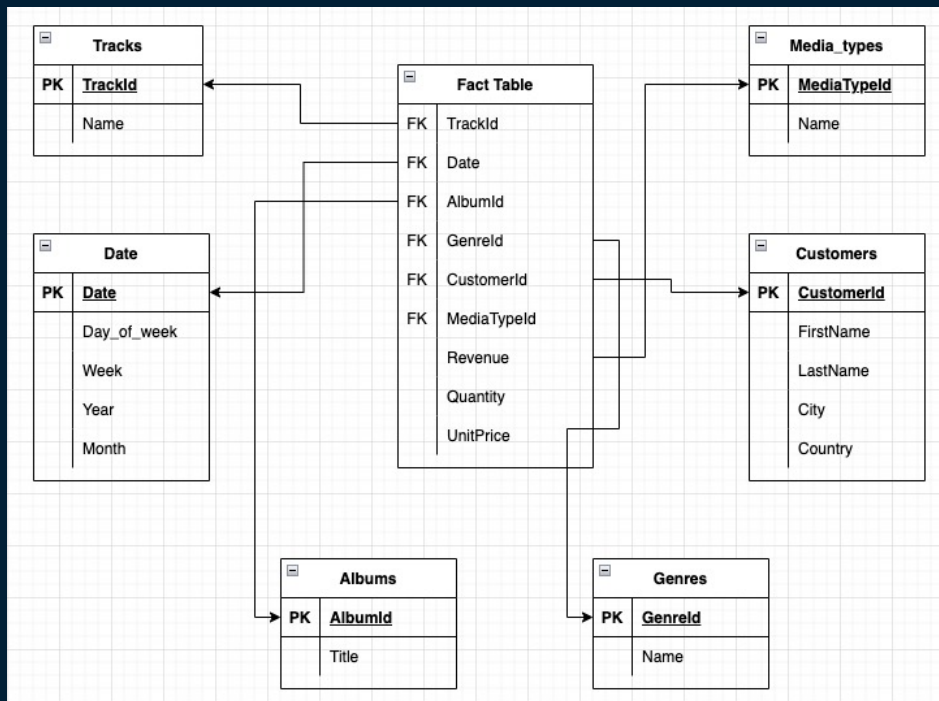 Tracks
PK TrackId
Name
Fact Table
FK TrackId
FK Date
FK AlbumId
FK GenreId
FK CustomerId
FK MediaTypeId
Revenue
Quantity
UnitPrice
Media_types
PK MediaTypeId
Name
Date
PK Date
Day_of_week
Week
Year
Month
Customers
PK CustomerId
FirstName
LastName
City
Country
Albums
PK AlbumId
Title
Genres
PK GenreId
Name